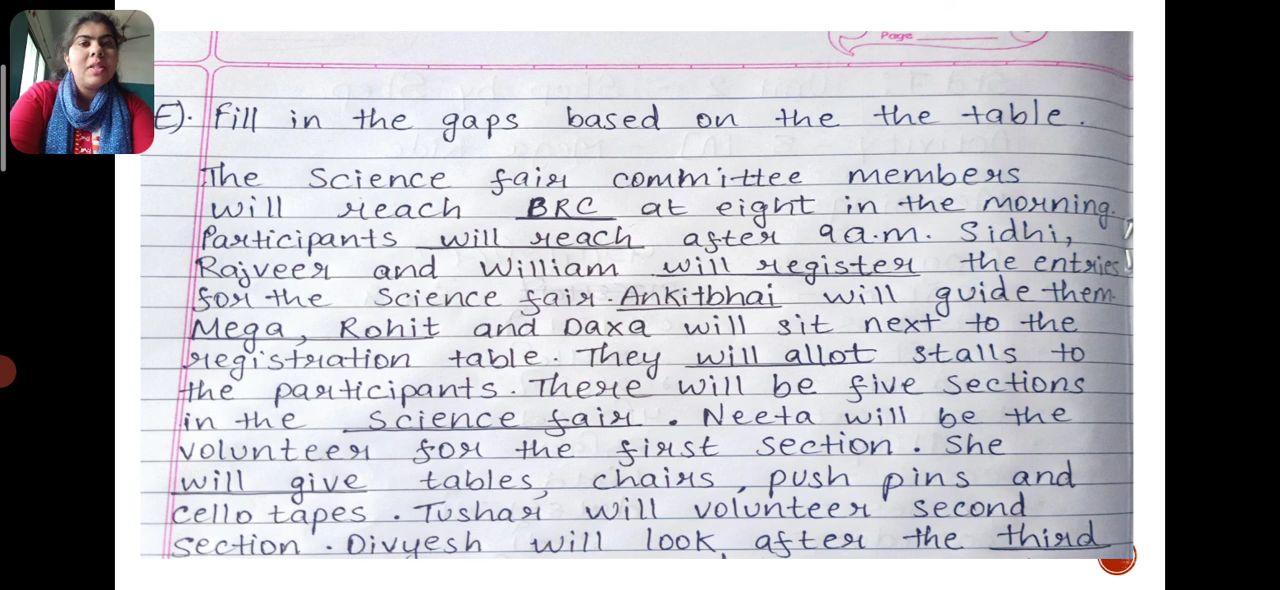 Page
E). Fill in the gaps based on the the table.
The Science fair committee members
will reach BRC at eight in the morning.
Participants will reach after 9a.m. Sidhi,
Rajveer and William will register the entries
for the Science fair. Ankitbhai will guide them.
Mega, Rohit and Daxa will sit next to the
registration table. They will allot stalls to
the participants. There will be five sections
in the Science fair. Neeta will be the
volunteer for the first section. She
will give tables, chairs, push pins and
cello tapes. Tushar will volunteer second
section. Divyesh will look after the third